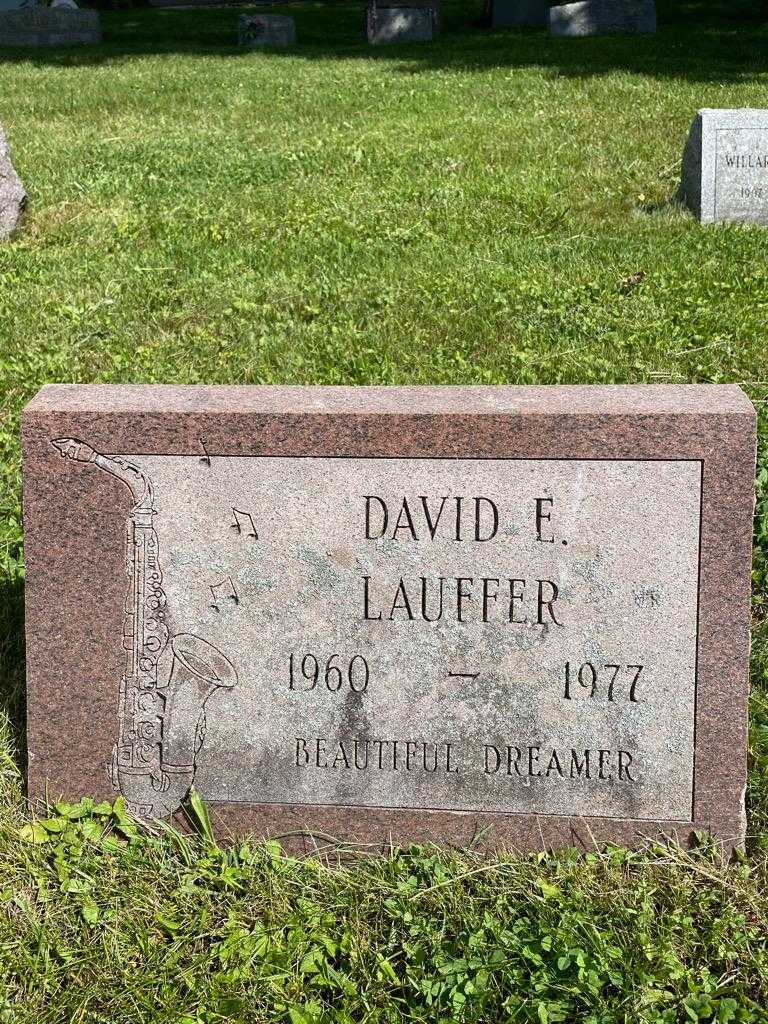 DAVID E.
LAUFFER
1960 — 1977
BEAUTIFUL DREAMER